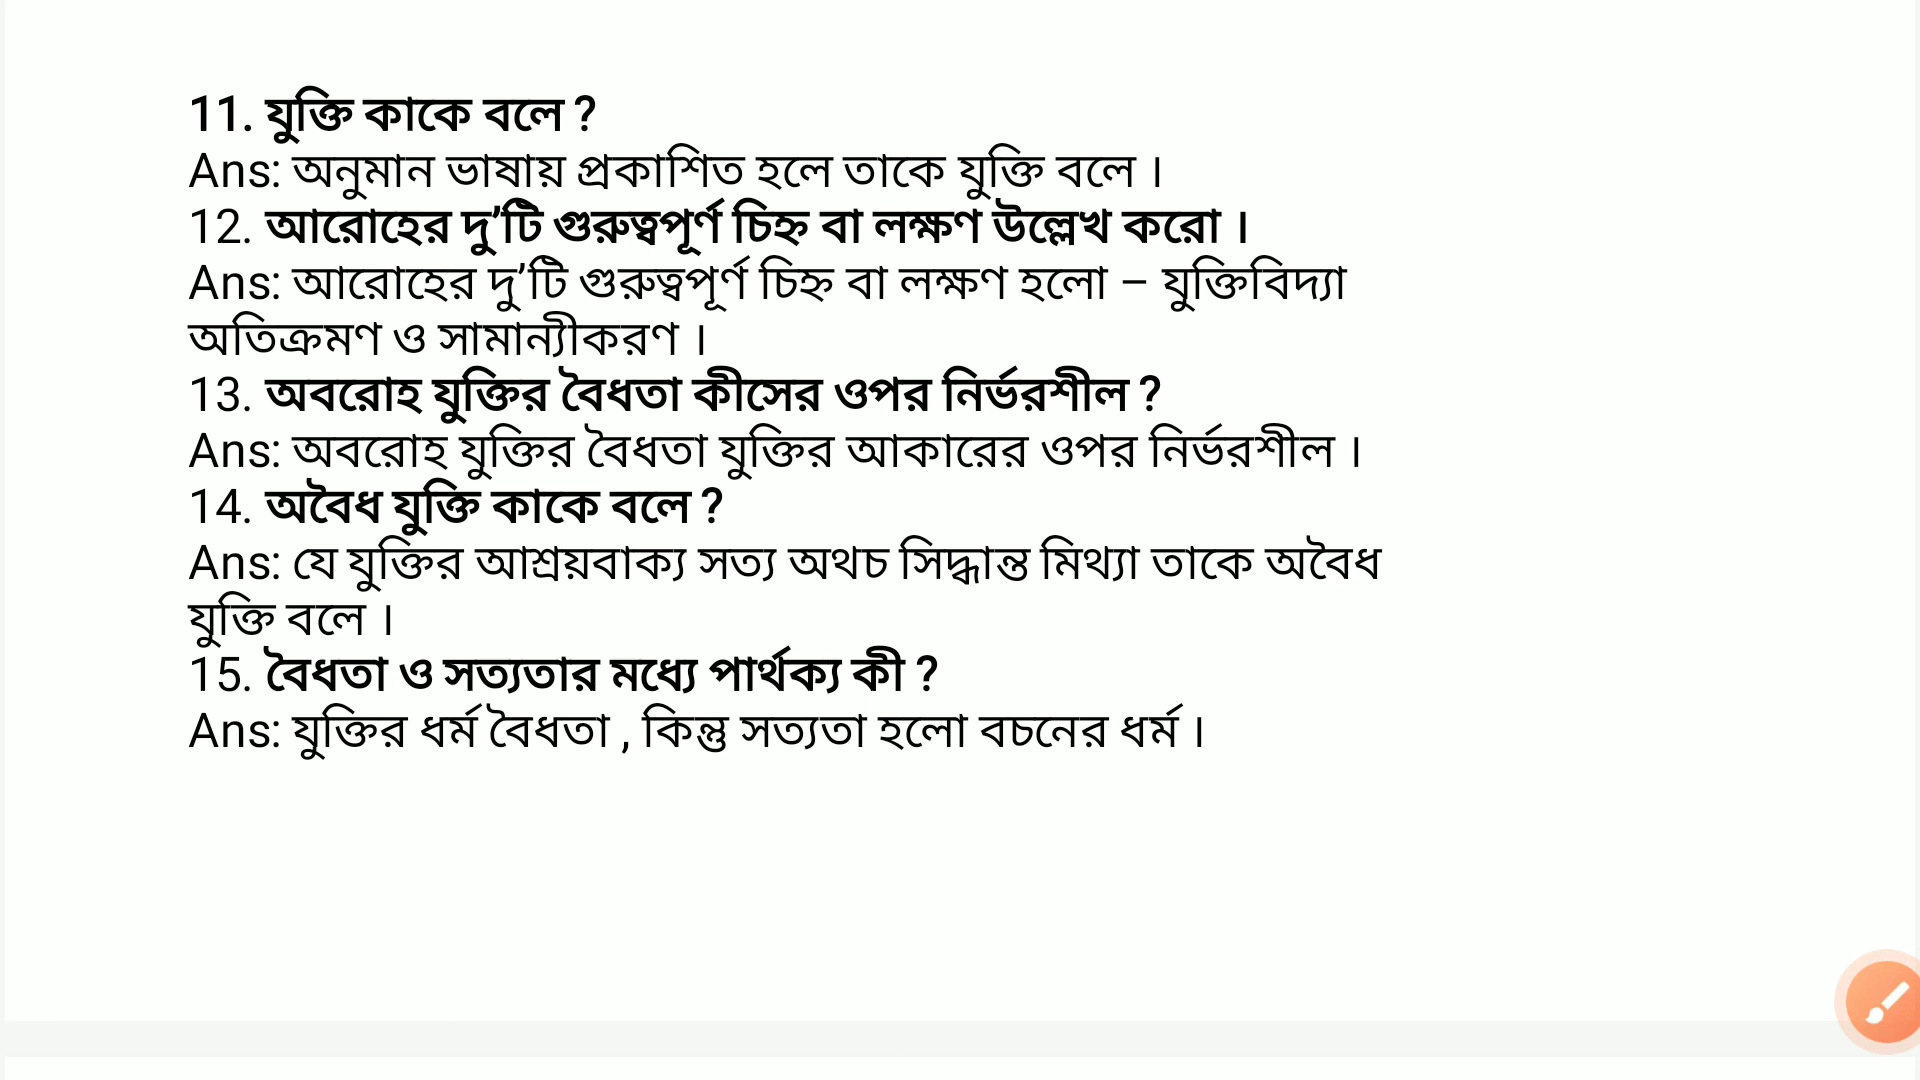 11. যুক্তি কাকে বলে ?
Ans: অনুমান ভাষায় প্রকাশিত হলে তাকে যুক্তি বলে ।
12. আরোহের দু’টি গুরুত্বপূর্ণ চিহ্ন বা লক্ষণ উল্লেখ করো ।
Ans: আরোহের দু’টি গুরুত্বপূর্ণ চিহ্ন বা লক্ষণ হলো – যুক্তিবিদ্যা
অতিক্রমণ ও সামান্যীকরণ ।
13. অবরোহ যুক্তির বৈধতা কীসের ওপর নির্ভরশীল ?
Ans: অবরোহ যুক্তির বৈধতা যুক্তির আকারের ওপর নির্ভরশীল ।
14. অবৈধ যুক্তি কাকে বলে ?
Ans: যে যুক্তির আশ্রয়বাক্য সত্য অথচ সিদ্ধান্ত মিথ্যা তাকে অবৈধ
যুক্তি বলে ।
15. বৈধতা ও সত্যতার মধ্যে পার্থক্য কী ?
Ans: যুক্তির ধর্ম বৈধতা , কিন্তু সত্যতা হলো বচনের ধর্ম ।